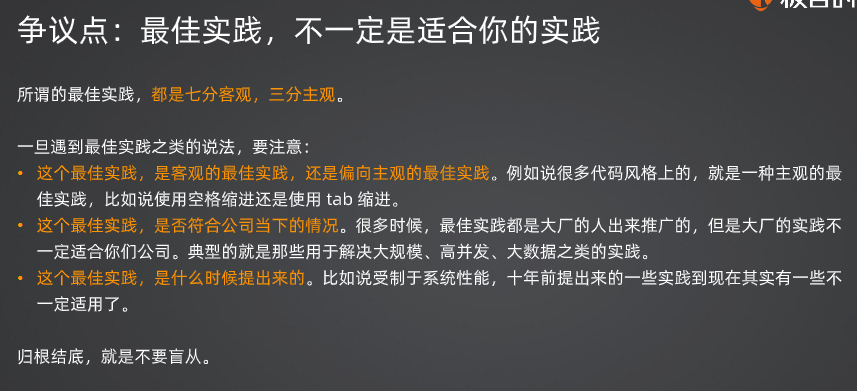 争议点：最佳实践，不一定是适合你的实践
所谓的最佳实践，都是七分客观，三分主观。
一旦遇到最佳实践之类的说法，要注意：
• 这个最佳实践，是客观的最佳实践，还是偏向主观的最佳实践。例如说很多代码风格上的，就是一种主观的最
佳实践，比如说使用空格缩进还是使用 tab 缩进。
• 这个最佳实践，是否符合公司当下的情况。很多时候，最佳实践都是大厂的人出来推广的，但是大厂的实践不
一定适合你们公司。典型的就是那些用于解决大规模、高并发、大数据之类的实践。
• 这个最佳实践，是什么时候提出来的。比如说受制于系统性能，十年前提出来的一些实践到现在其实有一些不
一定适用了。
归根结底，就是不要盲从。